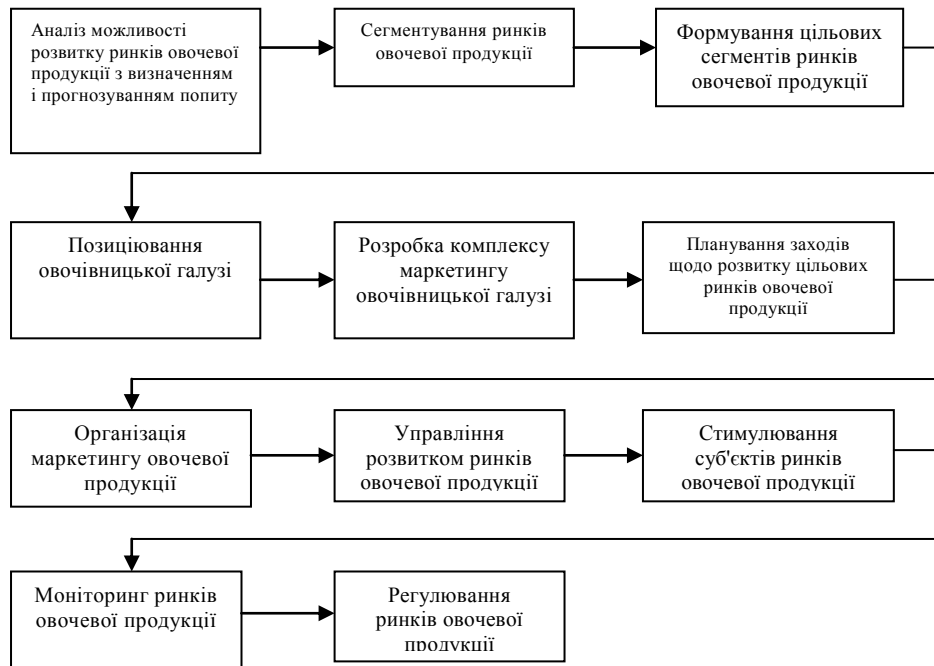 Аналіз можливості
розвитку ринків овочевої
продукції з визначенням
і прогнозуванням попиту
Сегментування ринків
овочевої продукції
Формування цільових
сегментів ринків
овочевої продукції
Позиціювання
овочівницької галузі
Розробка комплексу
маркетингу
овочівницької галузі
Планування заходів
щодо розвитку цільових
ринків овочевої
продукції
Організація
маркетингу овочевої
продукції
Управління
розвитком ринків
овочевої продукції
Стимулювання
суб'єктів ринків
овочевої продукції
Моніторинг ринків
овочевої продукції
Регулювання
ринків овочевої
продукції